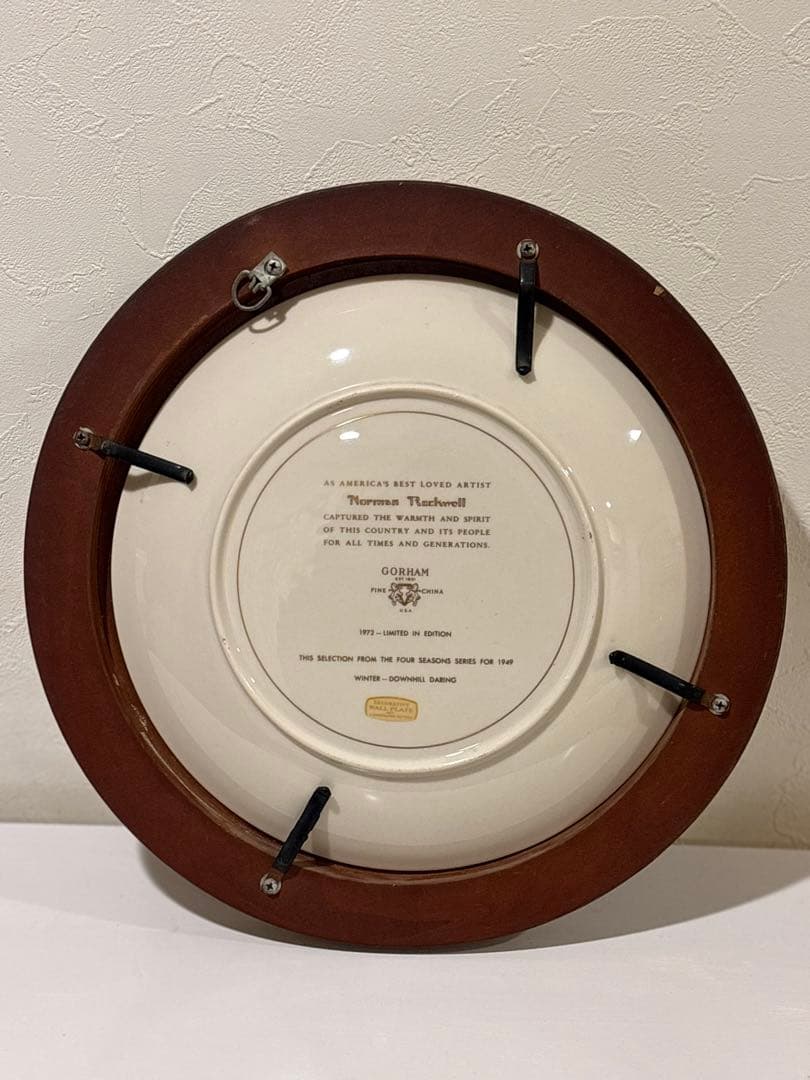 AS AMERICA'S BEST LOVED ARTIST
Norman Rockwell
CAPTURED THE WARMTH AND SPIRIT
OF THIS COUNTRY AND ITS PEOPLE
FOR ALL TIMES AND GENERATIONS.
GORHAM
EST 1831
FINE CHINA
U.S.A.
1972 — LIMITED IN EDITION
THIS SELECTION FROM THE FOUR SEASONS SERIES FOR 1949
WINTER — DOWNHILL DARING
DECORATIVE
WALL PLATE